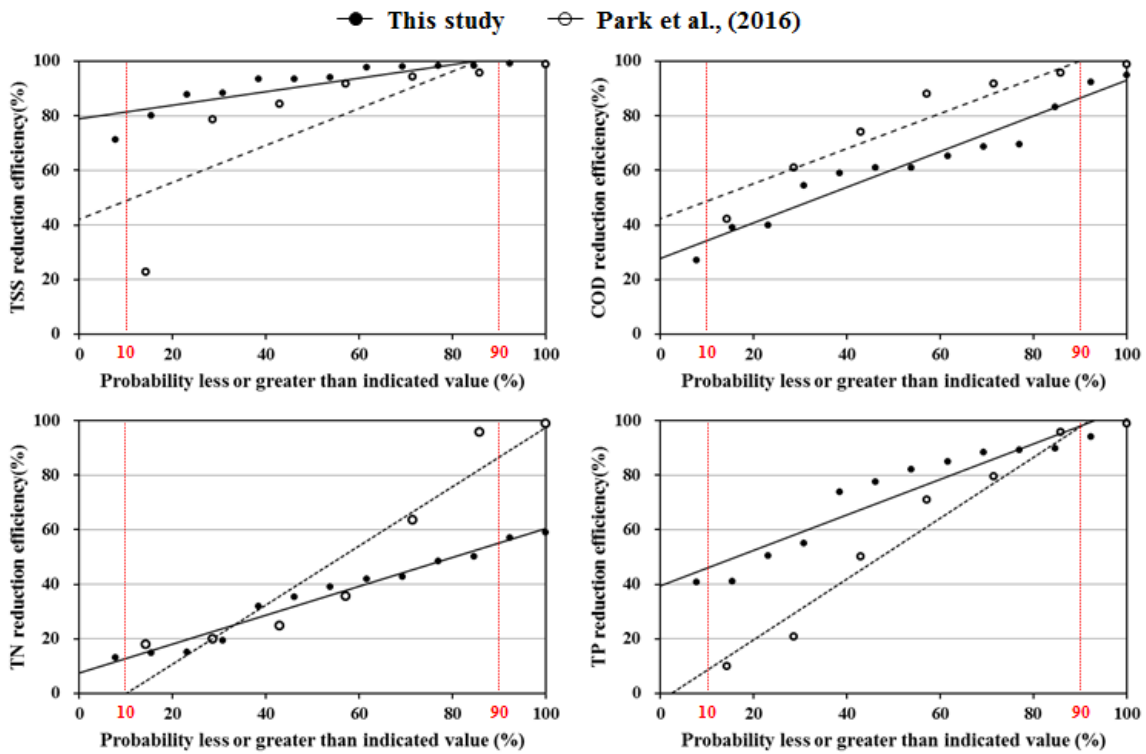 This study Park et al., (2016)
TSS reduction efficiency(%)
100
80
60
40
20
0
0 10 20 40 60 80 90 100
Probability less or greater than indicated value (%)
COD reduction efficiency(%)
100
80
60
40
20
0
0 10 20 40 60 80 90 100
Probability less or greater than indicated value (%)
TN reduction efficiency(%)
100
80
60
40
20
0
0 10 20 40 60 80 90 100
Probability less or greater than indicated value (%)
TP reduction efficiency(%)
100
80
60
40
20
0
0 10 20 40 60 80 90 100
Probability less or greater than indicated value (%)